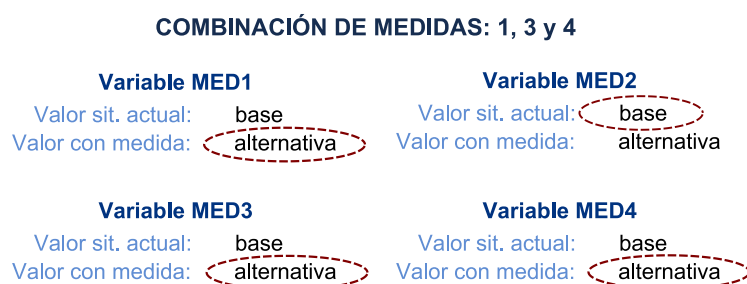 COMBINACIÓN DE MEDIDAS: 1, 3 y 4
Variable MED1
Valor sit. actual: base
Valor con medida: alternativa
Variable MED2
Valor sit. actual: base
Valor con medida: alternativa
Variable MED3
Valor sit. actual: base
Valor con medida: alternativa
Variable MED4
Valor sit. actual: base
Valor con medida: alternativa